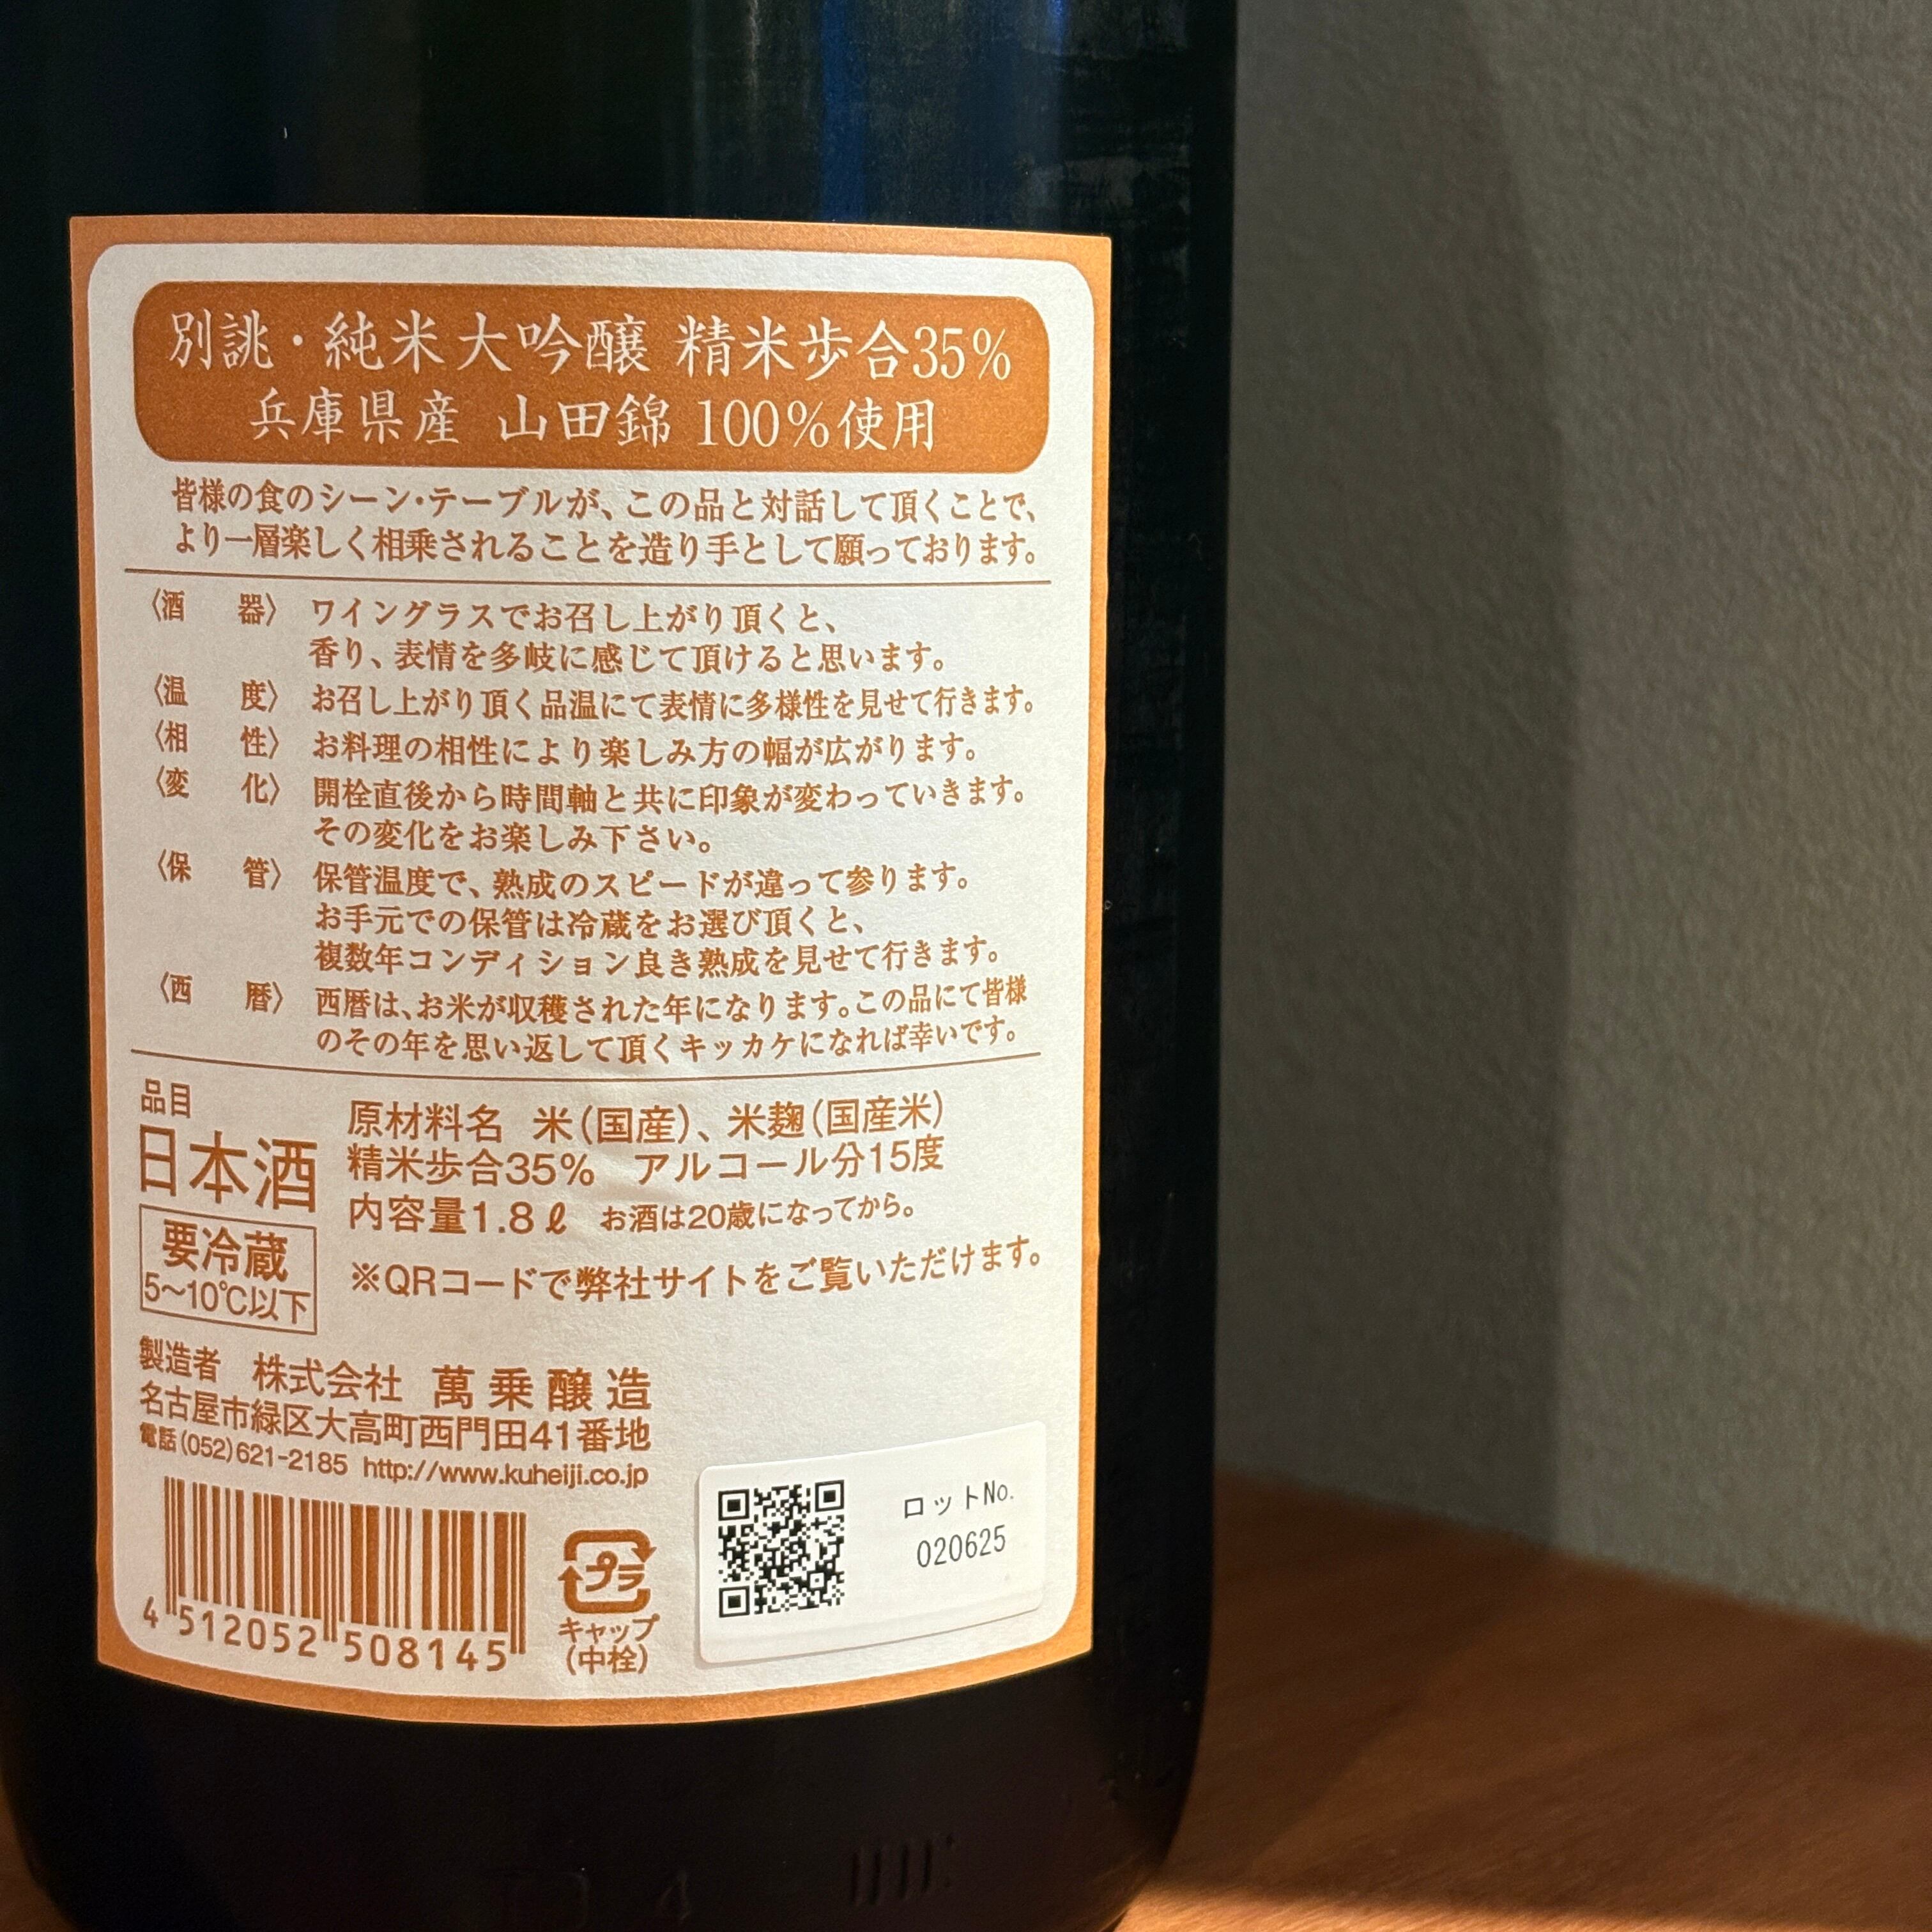 別誂・純米大吟醸 精米歩合35%
兵庫県産 山田錦 100%使用
皆様の食のシーン・テーブルが、この品と対話して頂くことで、
より一層楽しく相乗されることを造り手として願っております。
〈酒　器〉 ワイングラスでお召し上がり頂くと、
香り、表情を多岐に感じて頂けると思います。
〈温　度〉 お召し上がり頂く品温にて表情に多様性を見せて行きます。
〈相　性〉 お料理の相性により楽しみ方の幅が広がります。
〈変　化〉 開栓直後から時間軸と共に印象が変わっていきます。
その変化をお楽しみ下さい。
〈保　管〉 保管温度で、熟成のスピードが違って参ります。
お手元での保管は冷蔵をお選び頂くと、
複数年コンディション良き熟成を見せて行きます。
〈西　暦〉 西暦は、お米が収穫された年になります。この品にて皆様
のその年を思い返して頂くキッカケになれば幸いです。
品目
日本酒
要冷蔵
5〜10℃以下
原材料名　米(国産)、米麹(国産米)
精米歩合35%　アルコール分15度
内容量1.8ℓ　お酒は20歳になってから。
※QRコードで弊社サイトをご覧いただけます。
製造者　株式会社 萬乗醸造
名古屋市緑区大高町西門田41番地
電話(052)621-2185 http://www.kuheiji.co.jp
4 512052 508145
プラ
キャップ
(中栓)
ロットNo.
020625